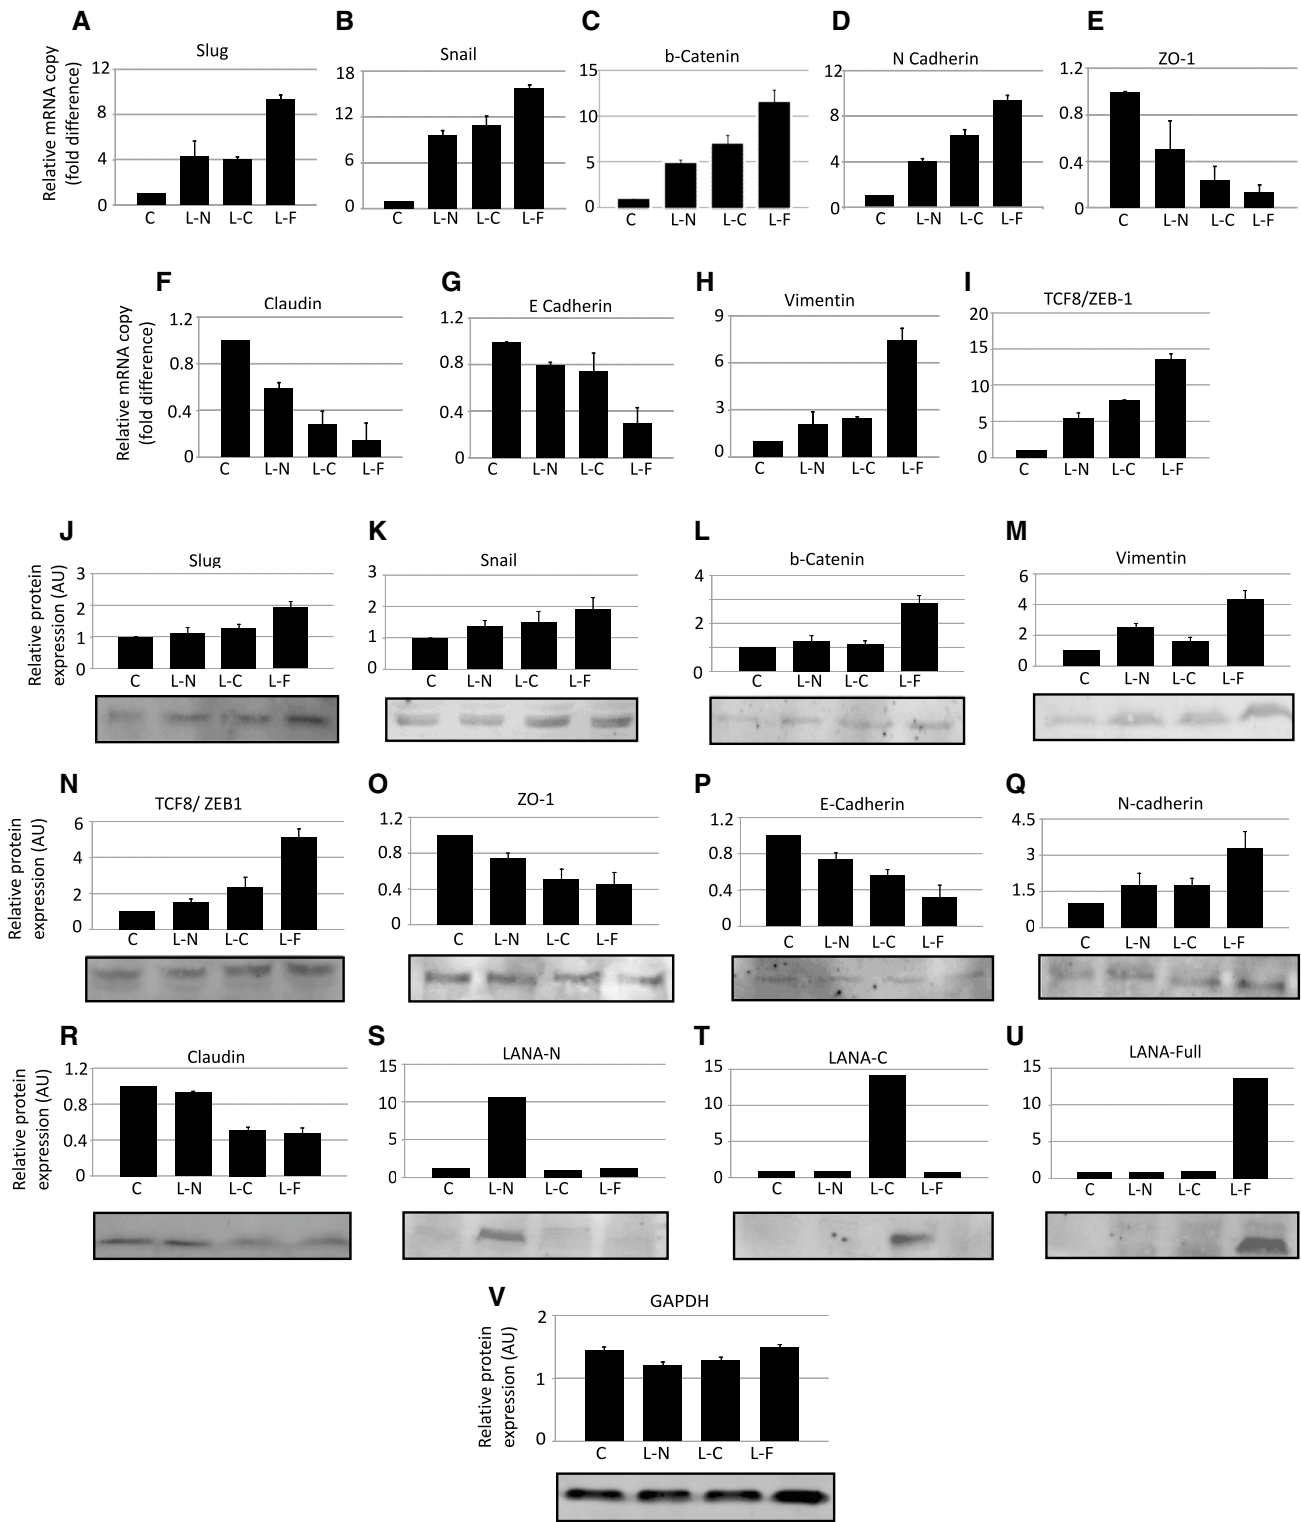 A B C D E
Slug Snail b-Catenin N Cadherin ZO-1
Relative mRNA copy
(fold difference)
12 8 4 0
C L-N L-C L-F
18 12 6 0
C L-N L-C L-F
15 10 5 0
C L-N L-C L-F
12 8 4 0
C L-N L-C L-F
1.2 0.8 0.4 0
C L-N L-C L-F
F G H I
Claudin E Cadherin Vimentin TCF8/ZEB-1
Relative mRNA copy
(fold difference)
1.2 0.8 0.4 0
C L-N L-C L-F
1.2 0.8 0.4 0
C L-N L-C L-F
9 6 3 0
C L-N L-C L-F
20 15 10 5 0
C L-N L-C L-F
J K L M
Slug Snail b-Catenin Vimentin
Relative protein
expression (AU)
3 2 1 0
C L-N L-C L-F
3 2 1 0
C L-N L-C L-F
4 2 0
C L-N L-C L-F
6 4 2 0
C L-N L-C L-F
N O P Q
TCF8/ ZEB1 ZO-1 E-Cadherin N-cadherin
Relative protein
expression (AU)
6 4 2 0
C L-N L-C L-F
1.2 0.8 0.4 0
C L-N L-C L-F
1.2 0.8 0.4 0
C L-N L-C L-F
4.5 3 1.5 0
C L-N L-C L-F
R S T U
Claudin LANA-N LANA-C LANA-Full
Relative protein
expression (AU)
1.2 0.8 0.4 0
C L-N L-C L-F
15 10 5 0
C L-N L-C L-F
15 10 5 0
C L-N L-C L-F
15 10 5 0
C L-N L-C L-F
V
GAPDH
Relative protein
expression (AU)
2 1 0
C L-N L-C L-F